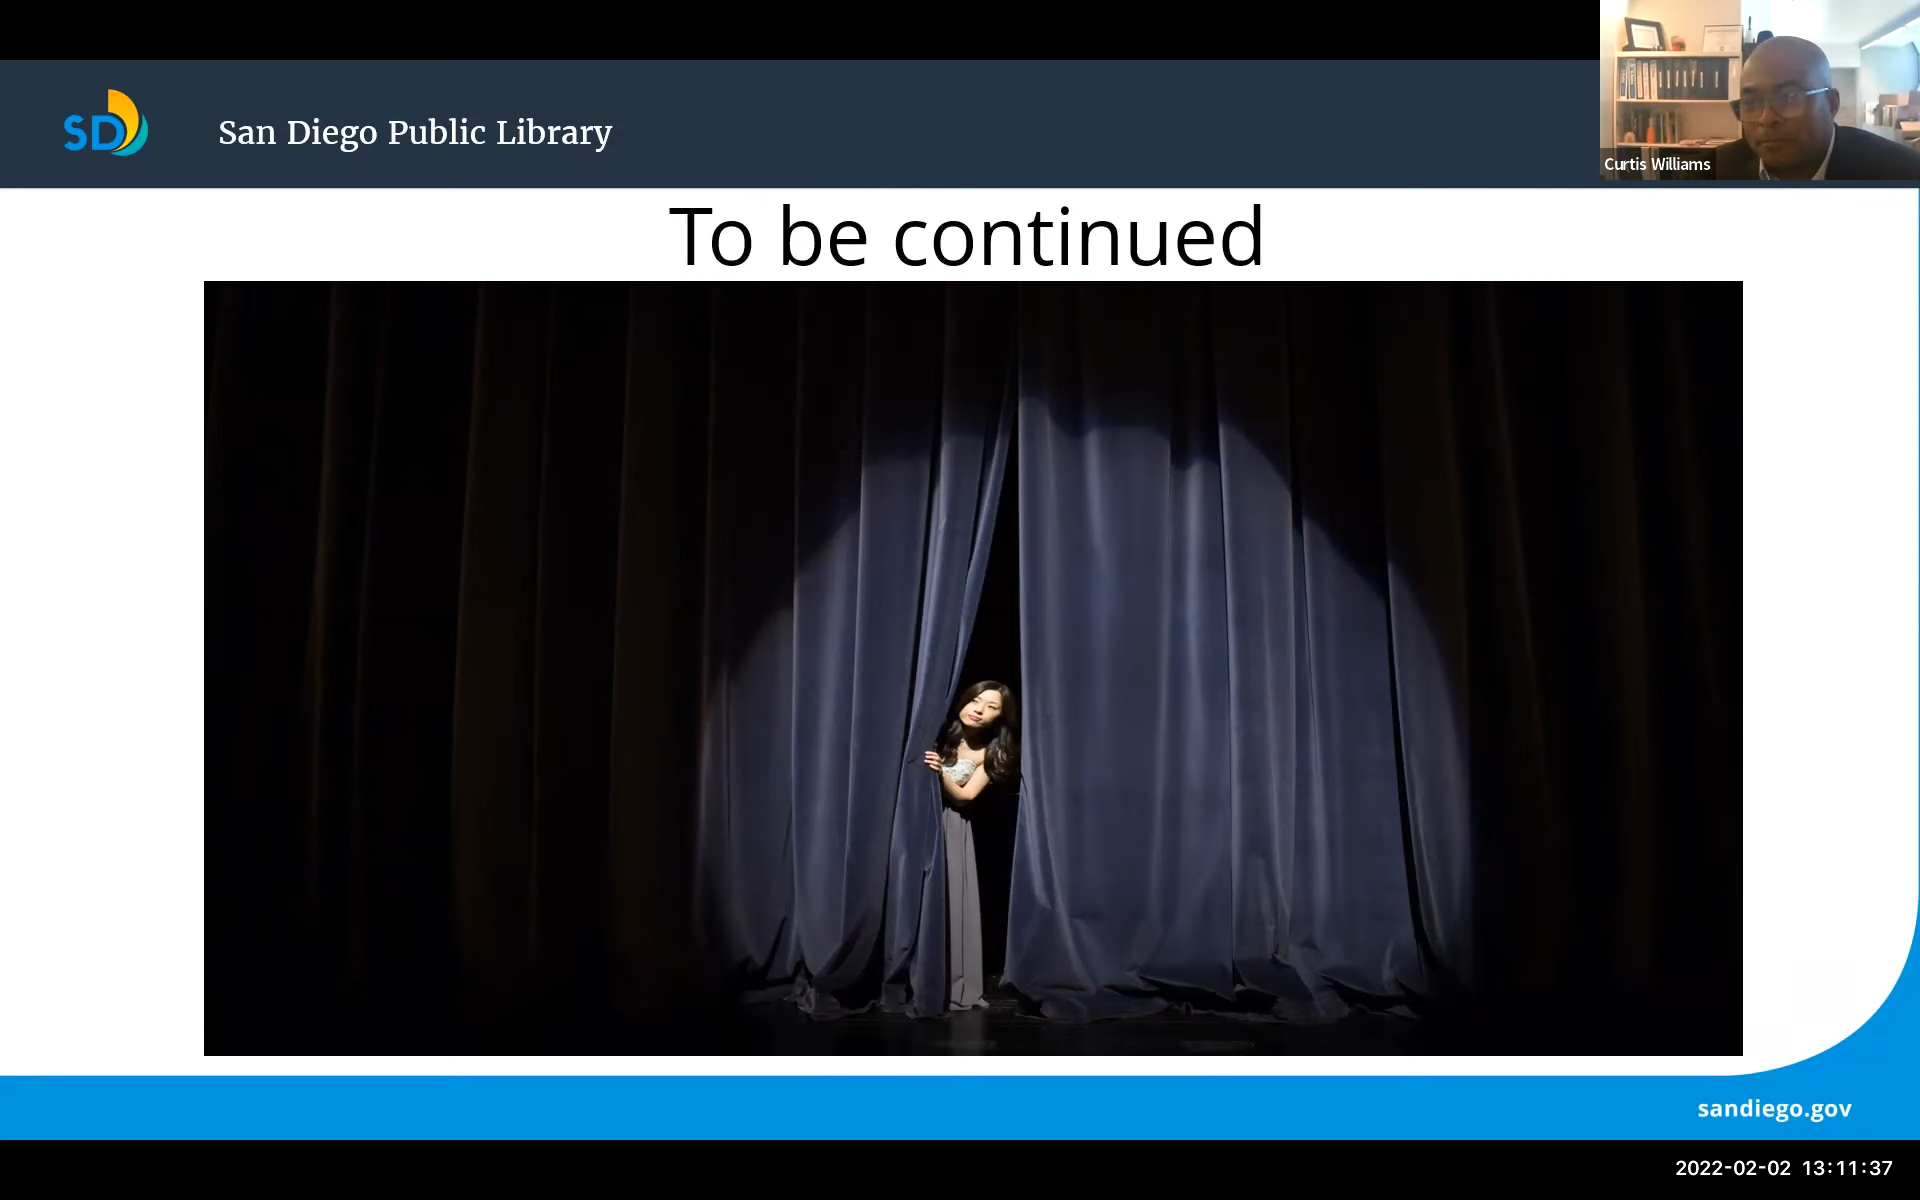 SD
San Diego Public Library
Curtis Williams
To be continued
sandiego.gov
2022-02-02 13:11:37